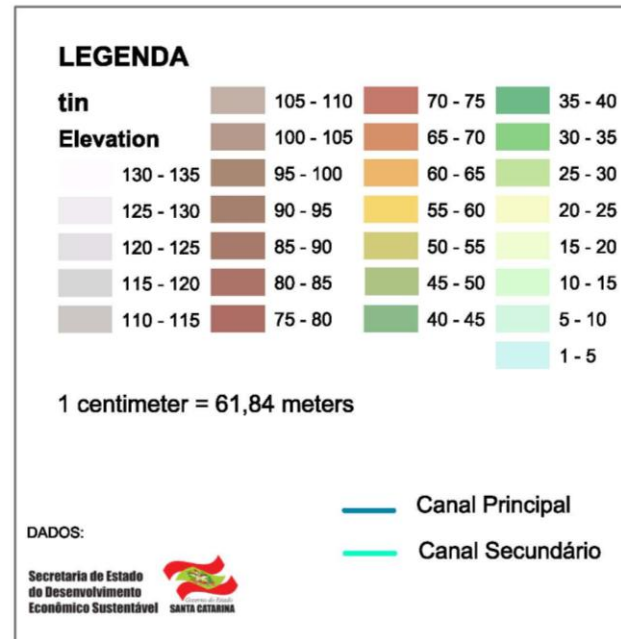 LEGENDA
tin
Elevation
130 - 135
125 - 130
120 - 125
115 - 120
110 - 115
105 - 110
100 - 105
95 - 100
90 - 95
85 - 90
80 - 85
75 - 80
70 - 75
65 - 70
60 - 65
55 - 60
50 - 55
45 - 50
40 - 45
35 - 40
30 - 35
25 - 30
20 - 25
15 - 20
10 - 15
5 - 10
1 - 5
1 centimeter = 61,84 meters
Canal Principal
Canal Secundário
DADOS:
Secretaria de Estado
do Desenvolvimento
Econômico Sustentável
Governo do Estado
SANTA CATARINA